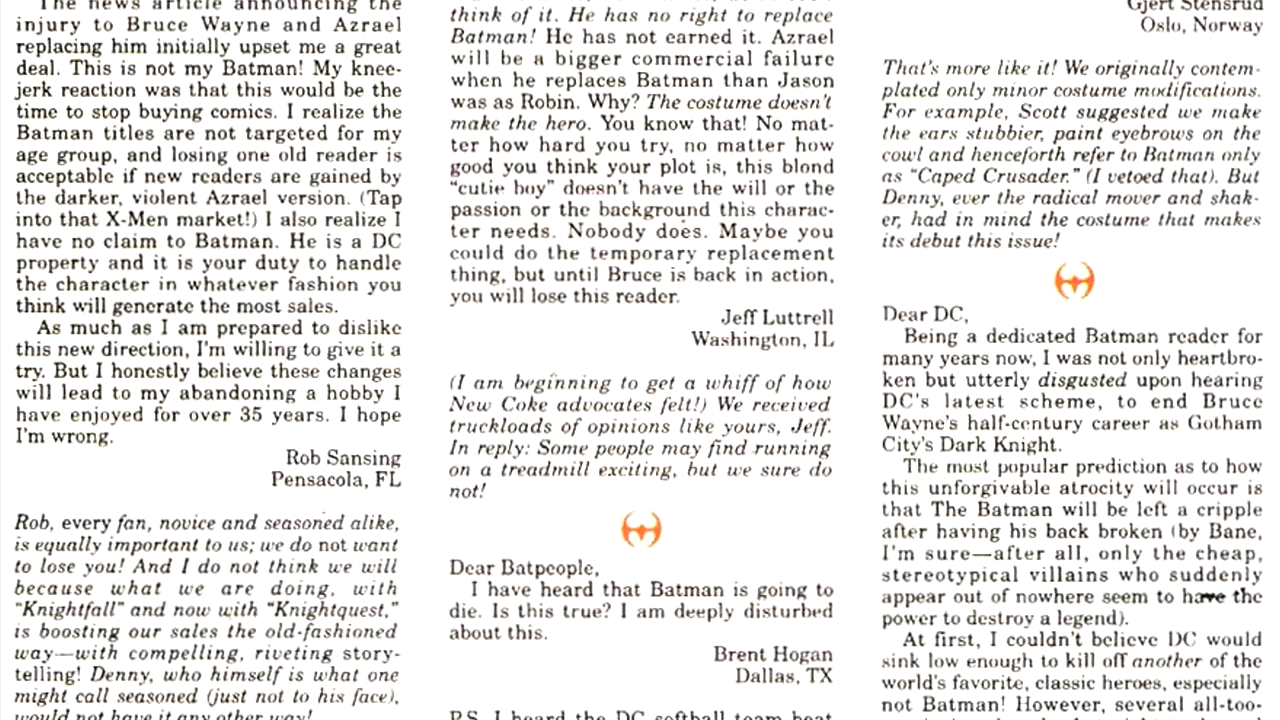 The news article announcing the
injury to Bruce Wayne and Azrael
replacing him initially upset me a great
deal. This is not my Batman! My knee-
jerk reaction was that this would be the
time to stop buying comics. I realize the
Batman titles are not targeted for my
age group, and losing one old reader is
acceptable if new readers are gained by
the darker, violent Azrael version. (Tap
into that X-Men market!) I also realize I
have no claim to Batman. He is a DC
property and it is your duty to handle
the character in whatever fashion you
think will generate the most sales.
As much as I am prepared to dislike
this new direction, I'm willing to give it a
try. But I honestly believe these changes
will lead to my abandoning a hobby I
have enjoyed for over 35 years. I hope
I'm wrong.
Rob Sansing
Pensacola, FL
Rob, every fan, novice and seasoned alike,
is equally important to us; we do not want
to lose you! And I do not think we will
because what we are doing, with
"Knightfall" and now with "Knightquest,"
is boosting our sales the old-fashioned
way—with compelling, riveting story-
telling! Denny, who himself is what one
might call seasoned (just not to his face),
would not have it any other way!
think of it. He has no right to replace
Batman! He has not earned it. Azrael
will be a bigger commercial failure
when he replaces Batman than Jason
was as Robin. Why? The costume doesn't
make the hero. You know that! No mat-
ter how hard you try, no matter how
good you think your plot is, this blond
"cutie boy" doesn't have the will or the
passion or the background this charac-
ter needs. Nobody does. Maybe you
could do the temporary replacement
thing, but until Bruce is back in action,
you will lose this reader.
Jeff Luttrell
Washington, IL
(I am beginning to get a whiff of how
New Coke advocates felt!) We received
truckloads of opinions like yours, Jeff.
In reply: Some people may find running
on a treadmill exciting, but we sure do
not!
Dear Batpeople,
I have heard that Batman is going to
die. Is this true? I am deeply disturbed
about this.
Brent Hogan
Dallas, TX
P.S. I heard the DC softball team beat
Gjert Stensrud
Oslo, Norway
That's more like it! We originally contem-
plated only minor costume modifications.
For example, Scott suggested we make
the ears stubbier, paint eyebrows on the
cowl and henceforth refer to Batman only
as "Caped Crusader." (I vetoed that). But
Denny, ever the radical mover and shak-
er, had in mind the costume that makes
its debut this issue!
Dear DC,
Being a dedicated Batman reader for
many years now, I was not only heartbro-
ken but utterly disgusted upon hearing
DC's latest scheme, to end Bruce
Wayne's half-century career as Gotham
City's Dark Knight.
The most popular prediction as to how
this unforgivable atrocity will occur is
that The Batman will be left a cripple
after having his back broken (by Bane,
I'm sure—after all, only the cheap,
stereotypical villains who suddenly
appear out of nowhere seem to have the
power to destroy a legend).
At first, I couldn't believe DC would
sink low enough to kill off another of the
world's favorite, classic heroes, especially
not Batman! However, several all-too-